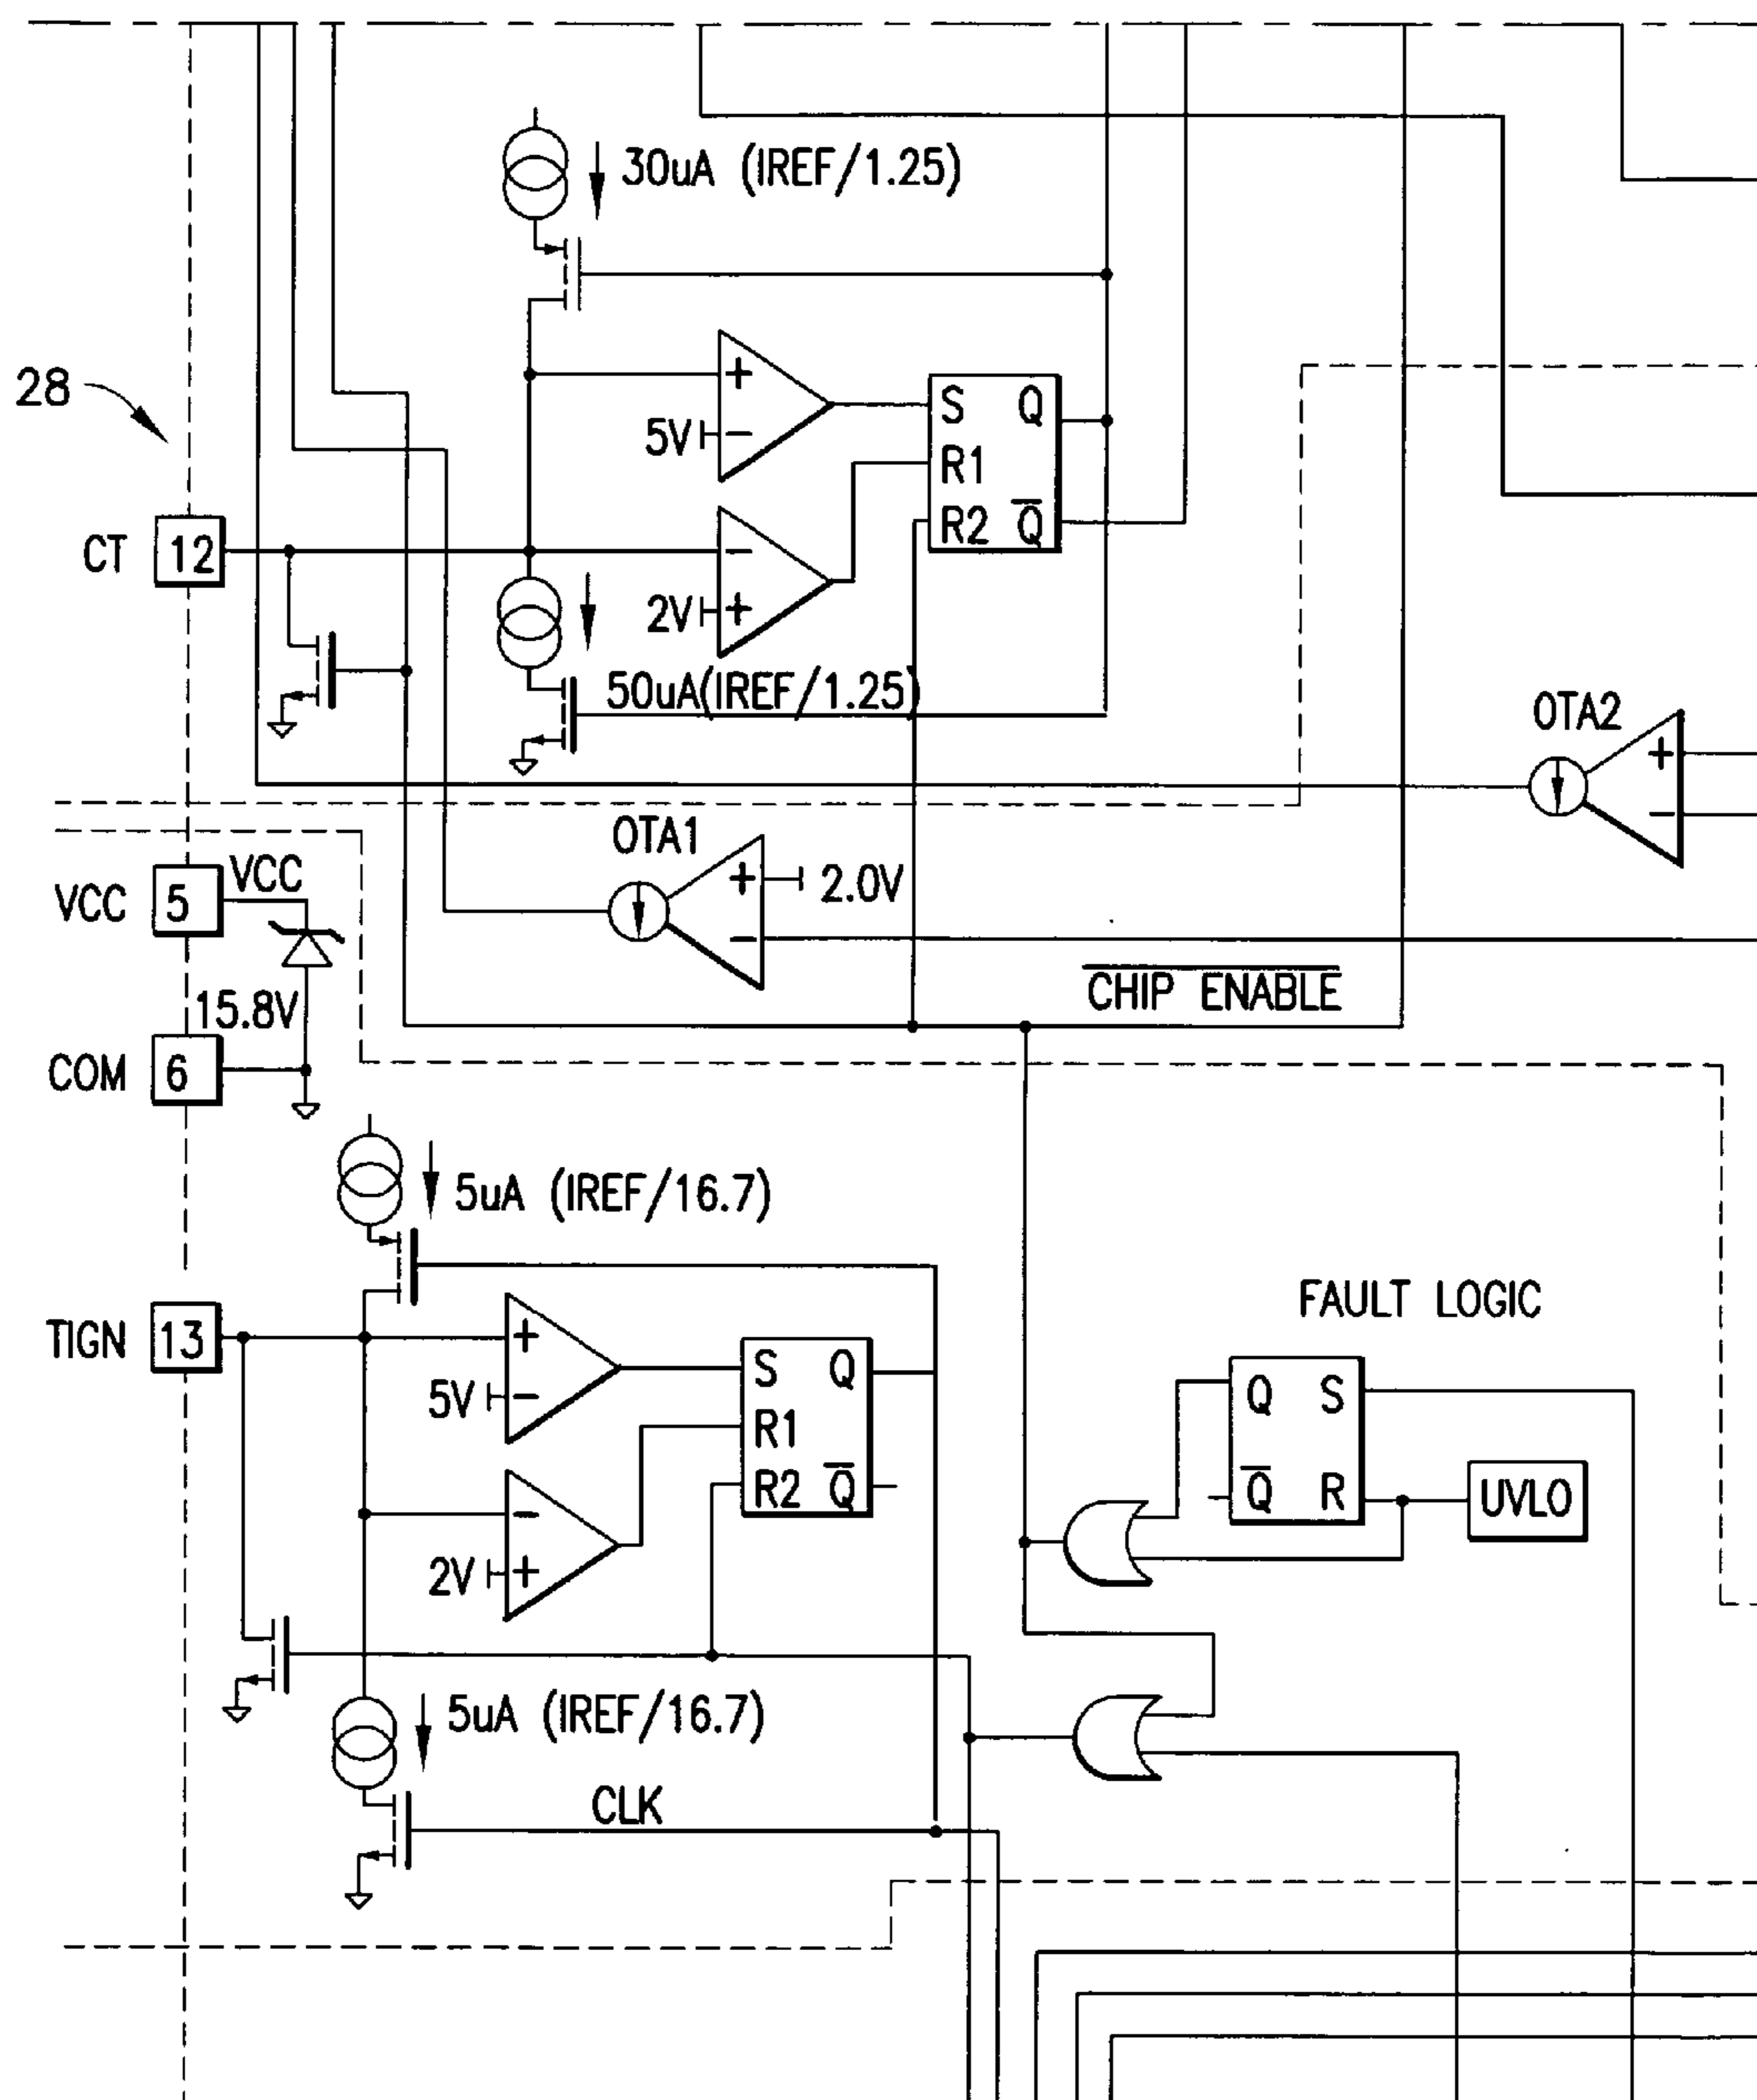 30uA (IREF/1.25)
28
+
5V
−
S Q
R1
R2 Q̅
CT 12
−
2V
+
50uA(IREF/1.25)
OTA2
+
−
OTA1
+ 2.0V
−
VCC 5 VCC
C̅H̅I̅P̅ E̅N̅A̅B̅L̅E̅
15.8V
COM 6
5uA (IREF/16.7)
FAULT LOGIC
TIGN 13
+
5V
−
S Q
R1
R2 Q̅
Q S
Q̅ R
UVLO
−
2V
+
5uA (IREF/16.7)
CLK